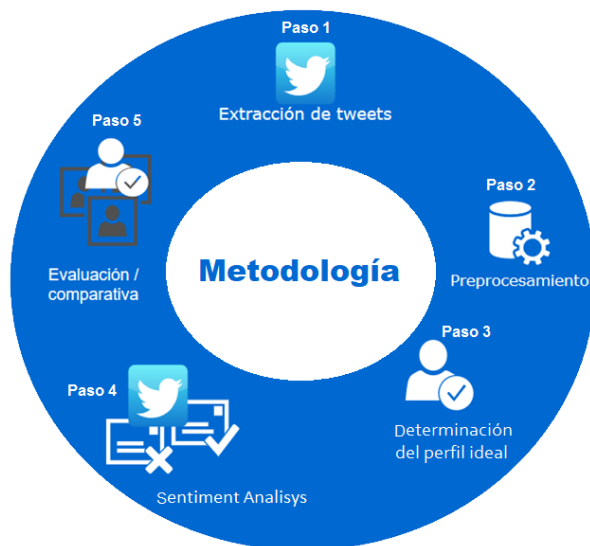 Paso 1
Extracción de tweets
Paso 2
Preprocesamiento
Paso 3
Determinación
del perfil ideal
Paso 4
Sentiment Analisys
Paso 5
Evaluación /
comparativa
Metodología